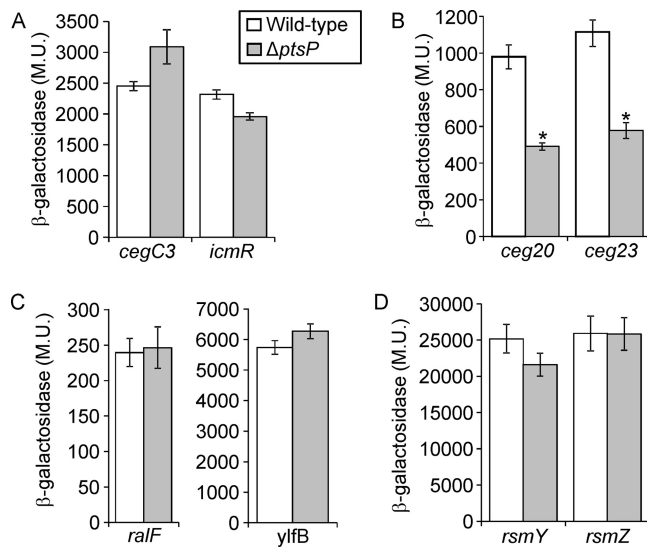 A
β-galactosidase (M.U.)
3500
3000
2500
2000
1500
1000
500
0
cegC3 icmR
Wild-type
ΔptsP
B
β-galactosidase (M.U.)
1200
1000
800
600
400
200
0
* *
ceg20 ceg23
C
β-galactosidase (M.U.)
300
250
200
150
100
50
0
ralF
7000
6000
5000
4000
3000
2000
1000
0
ylfB
D
β-galactosidase (M.U.)
30000
25000
20000
15000
10000
5000
0
rsmY rsmZ